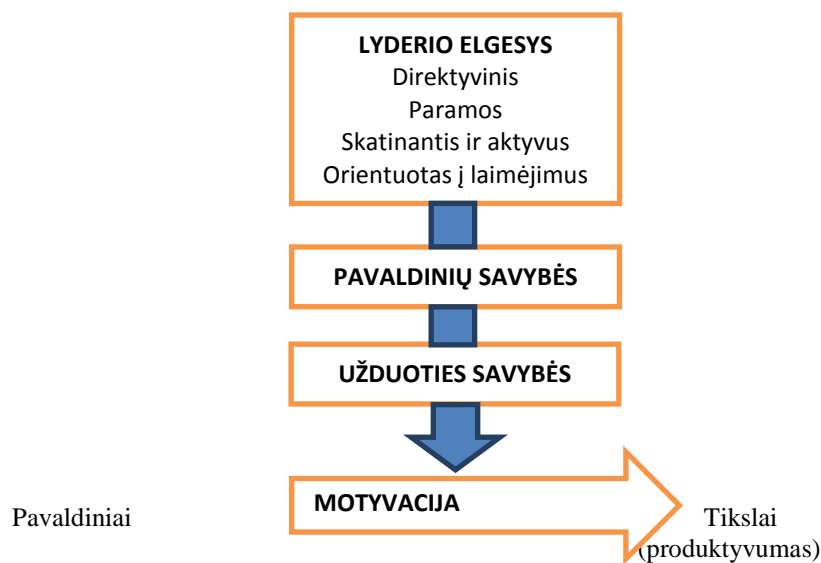 LYDERIO ELGESYS
Direktyvinis
Paramos
Skatinantis ir aktyvus
Orientuotas į laimėjimus
PAVALDINIŲ SAVYBĖS
UŽDUOTIES SAVYBĖS
MOTYVACIJA
Pavaldiniai
Tikslai
(produktyvumas)